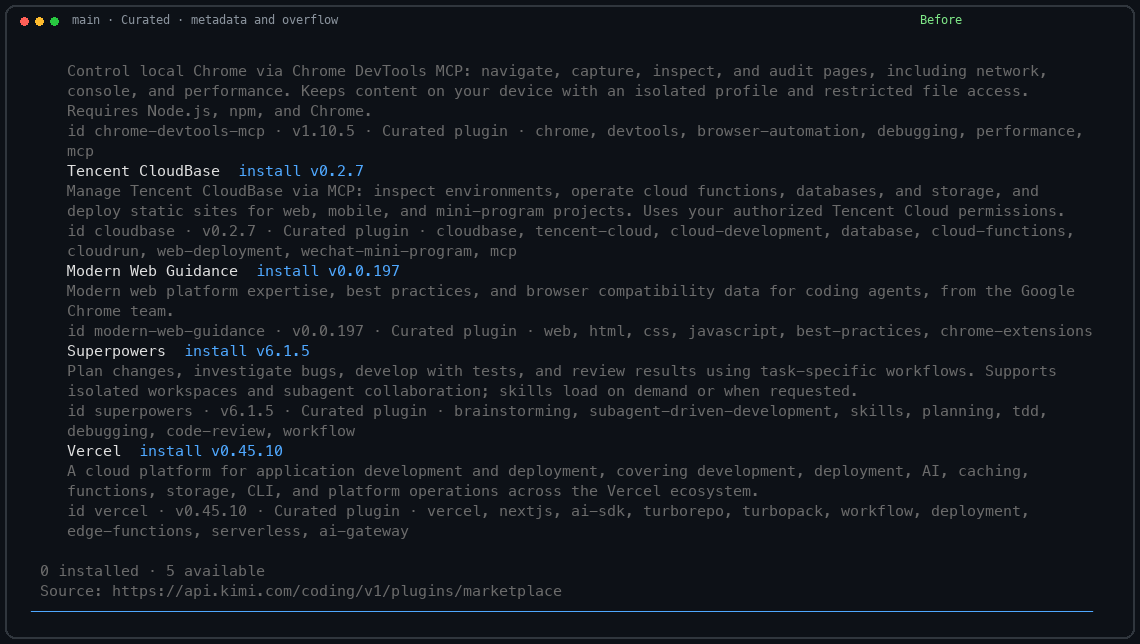 main · Curated · metadata and overflow
Before
Control local Chrome via Chrome DevTools MCP: navigate, capture, inspect, and audit pages, including network,
console, and performance. Keeps content on your device with an isolated profile and restricted file access.
Requires Node.js, npm, and Chrome.
id chrome-devtools-mcp · v1.10.5 · Curated plugin · chrome, devtools, browser-automation, debugging, performance,
mcp
Tencent CloudBase  install v0.2.7
Manage Tencent CloudBase via MCP: inspect environments, operate cloud functions, databases, and storage, and
deploy static sites for web, mobile, and mini-program projects. Uses your authorized Tencent Cloud permissions.
id cloudbase · v0.2.7 · Curated plugin · cloudbase, tencent-cloud, cloud-development, database, cloud-functions,
cloudrun, web-deployment, wechat-mini-program, mcp
Modern Web Guidance  install v0.0.197
Modern web platform expertise, best practices, and browser compatibility data for coding agents, from the Google
Chrome team.
id modern-web-guidance · v0.0.197 · Curated plugin · web, html, css, javascript, best-practices, chrome-extensions
Superpowers  install v6.1.5
Plan changes, investigate bugs, develop with tests, and review results using task-specific workflows. Supports
isolated workspaces and subagent collaboration; skills load on demand or when requested.
id superpowers · v6.1.5 · Curated plugin · brainstorming, subagent-driven-development, skills, planning, tdd,
debugging, code-review, workflow
Vercel  install v0.45.10
A cloud platform for application development and deployment, covering development, deployment, AI, caching,
functions, storage, CLI, and platform operations across the Vercel ecosystem.
id vercel · v0.45.10 · Curated plugin · vercel, nextjs, ai-sdk, turborepo, turbopack, workflow, deployment,
edge-functions, serverless, ai-gateway
0 installed · 5 available
Source: https://api.kimi.com/coding/v1/plugins/marketplace